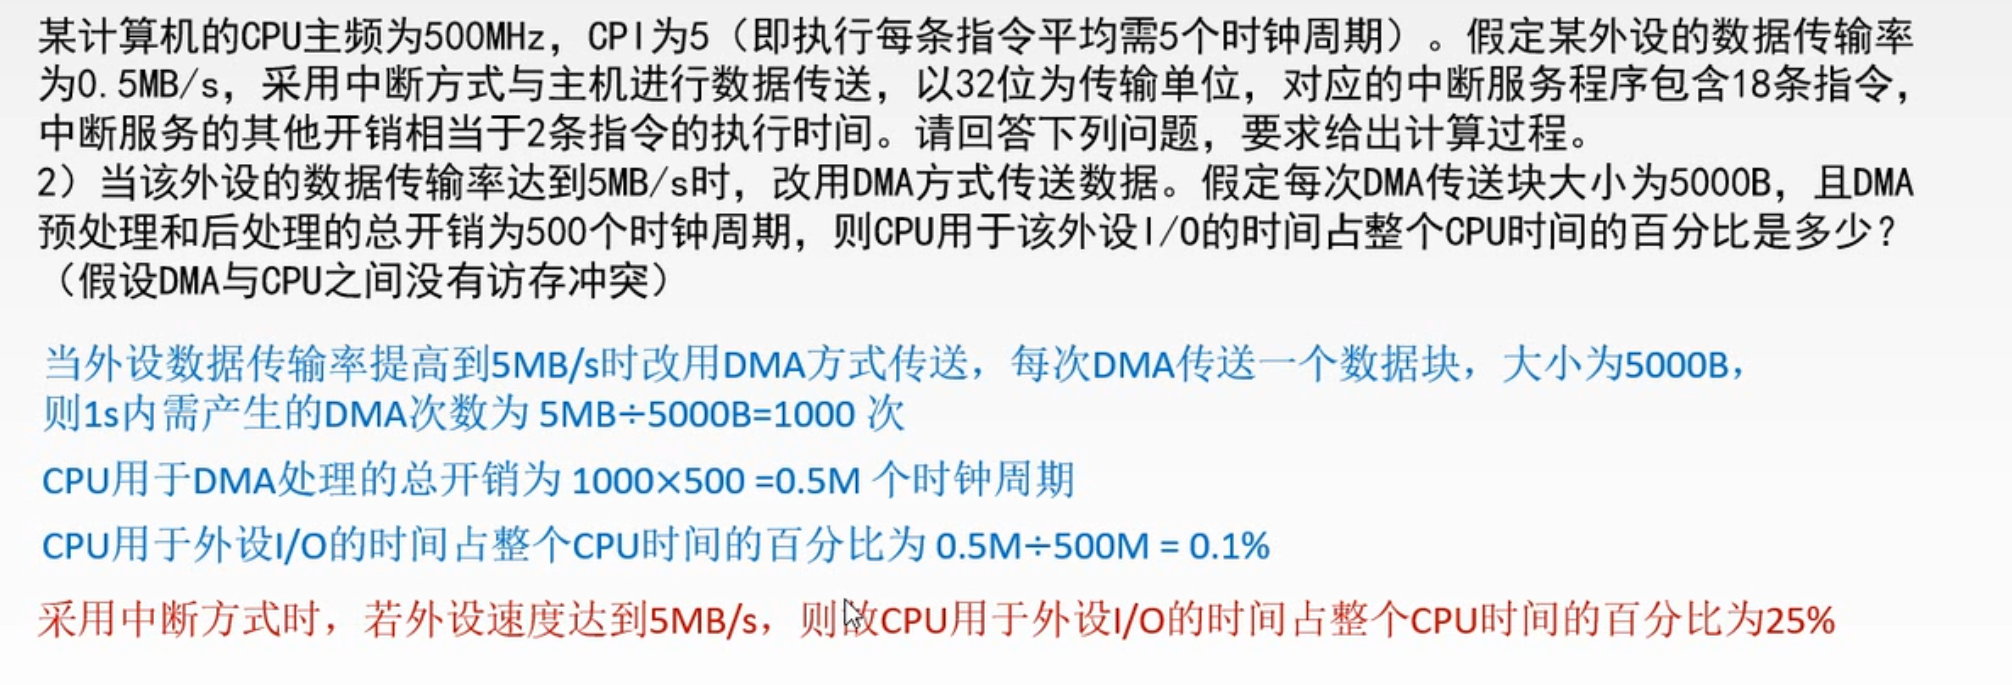 某计算机的CPU主频为500MHz，CPI为5（即执行每条指令平均需5个时钟周期）。假定某外设的数据传输率
为0.5MB/s，采用中断方式与主机进行数据传送，以32位为传输单位，对应的中断服务程序包含18条指令，
中断服务的其他开销相当于2条指令的执行时间。请回答下列问题，要求给出计算过程。
2）当该外设的数据传输率达到5MB/s时，改用DMA方式传送数据。假定每次DMA传送块大小为5000B，且DMA
预处理和后处理的总开销为500个时钟周期，则CPU用于该外设I/O的时间占整个CPU时间的百分比是多少？
（假设DMA与CPU之间没有访存冲突）
当外设数据传输率提高到5MB/s时改用DMA方式传送，每次DMA传送一个数据块，大小为5000B，
则1s内需产生的DMA次数为 5MB÷5000B=1000 次
CPU用于DMA处理的总开销为 1000×500 =0.5M 个时钟周期
CPU用于外设I/O的时间占整个CPU时间的百分比为 0.5M÷500M = 0.1%
采用中断方式时，若外设速度达到5MB/s，则故CPU用于外设I/O的时间占整个CPU时间的百分比为25%